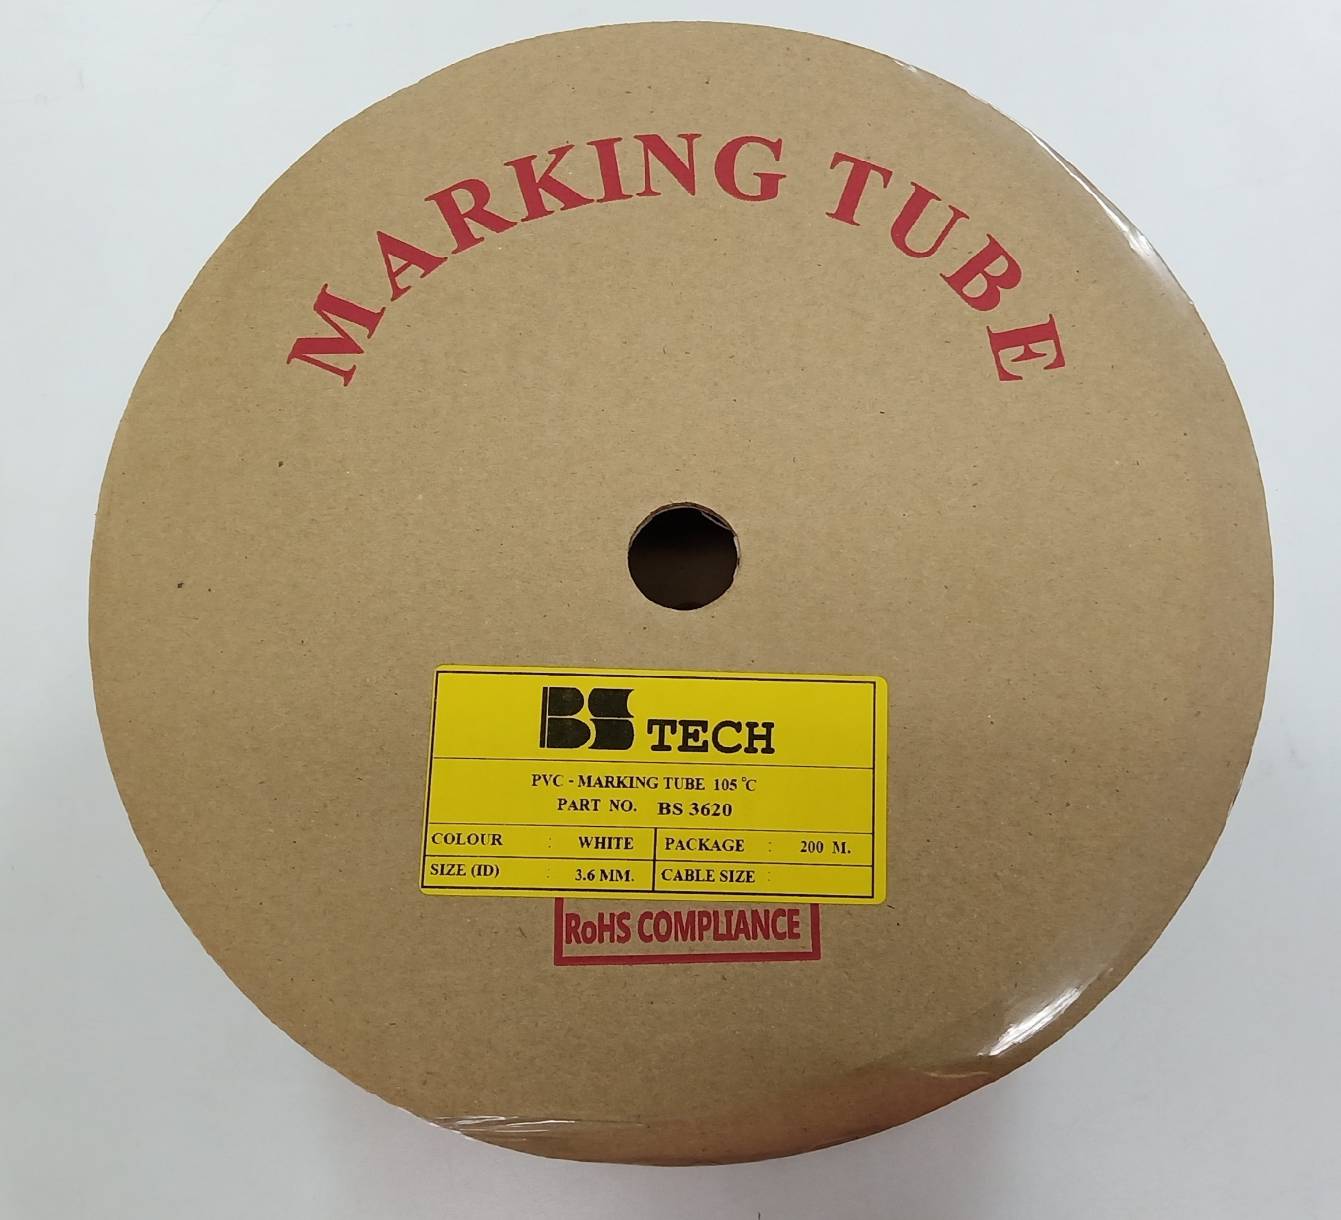 MARKING TUBE
BS TECH
PVC - MARKING TUBE 105 °C
PART NO. BS 3620
COLOUR : WHITE PACKAGE : 200 M.
SIZE (ID) : 3.6 MM. CABLE SIZE :
RoHS COMPLIANCE